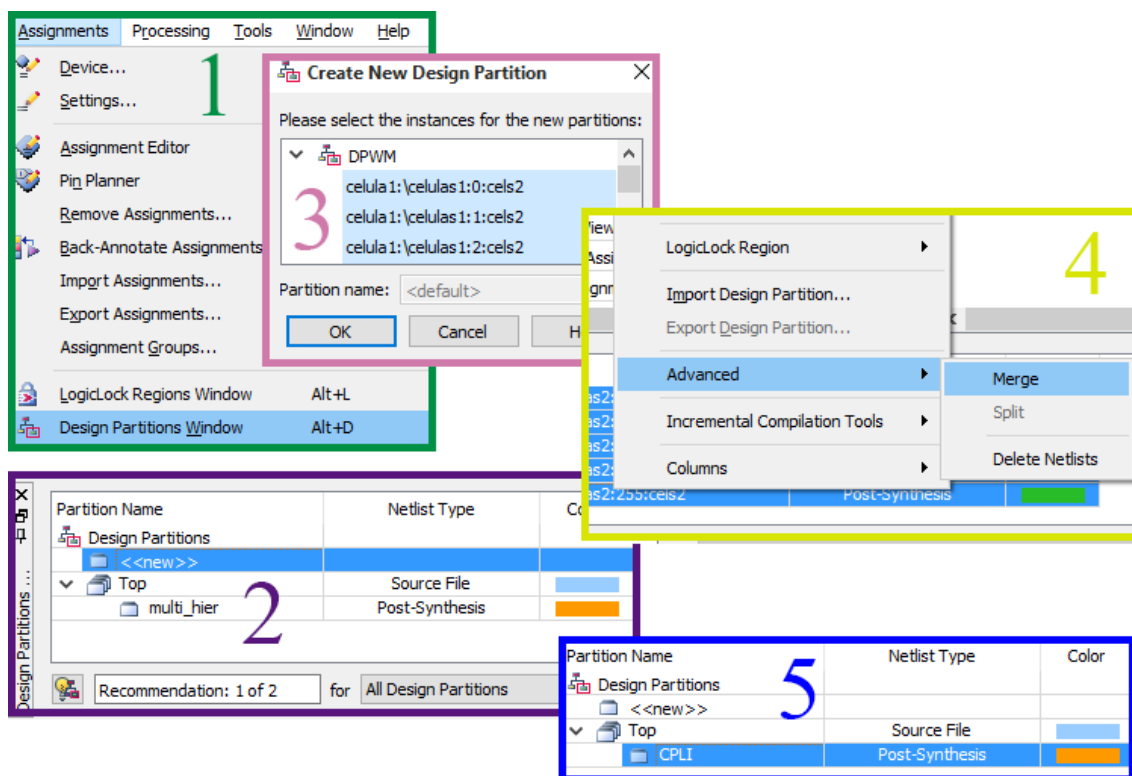 Assignments Processing Tools Window Help
1
Device...
Settings...
Assignment Editor
Pin Planner
Remove Assignments...
Back-Annotate Assignments
Import Assignments...
Export Assignments...
Assignment Groups...
LogicLock Regions Window Alt+L
Design Partitions Window Alt+D
Create New Design Partition
Please select the instances for the new partitions:
DPWM
3
celula1:\celulas1:0:cels2
celula1:\celulas1:1:cels2
celula1:\celulas1:2:cels2
Partition name: <default>
OK Cancel
4
LogicLock Region
Import Design Partition...
Export Design Partition...
Advanced
Merge
Split
Incremental Compilation Tools
Delete Netlists
Columns
as2:255:cels2 Post-Synthesis
Design Partitions ...
Partition Name Netlist Type
Design Partitions
<<new>>
Top Source File
multi_hier Post-Synthesis
2
Recommendation: 1 of 2 for All Design Partitions
5
Partition Name Netlist Type Color
Design Partitions
<<new>>
Top Source File
CPLI Post-Synthesis